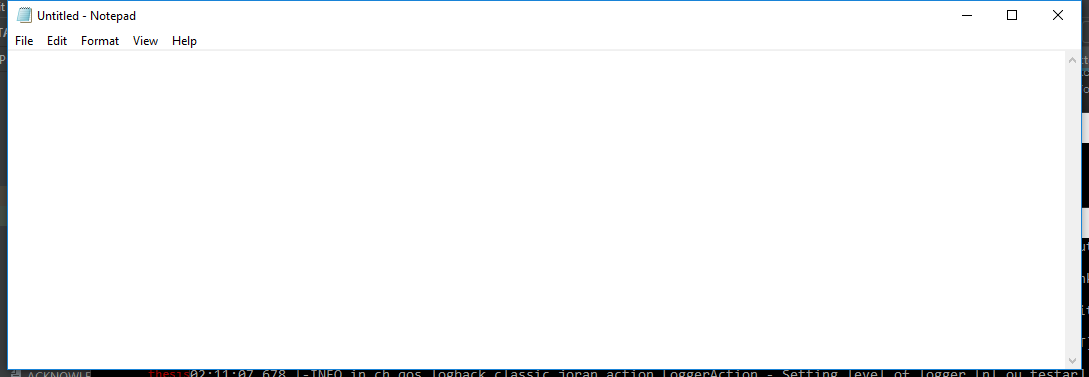 Untitled - Notepad
File Edit Format View Help
ACKNOWLE thesis02:11:07,678 |-INFO in ch.qos.logback.classic.joran.action.LoggerAction - Setting level of logger [nl.ou.testar